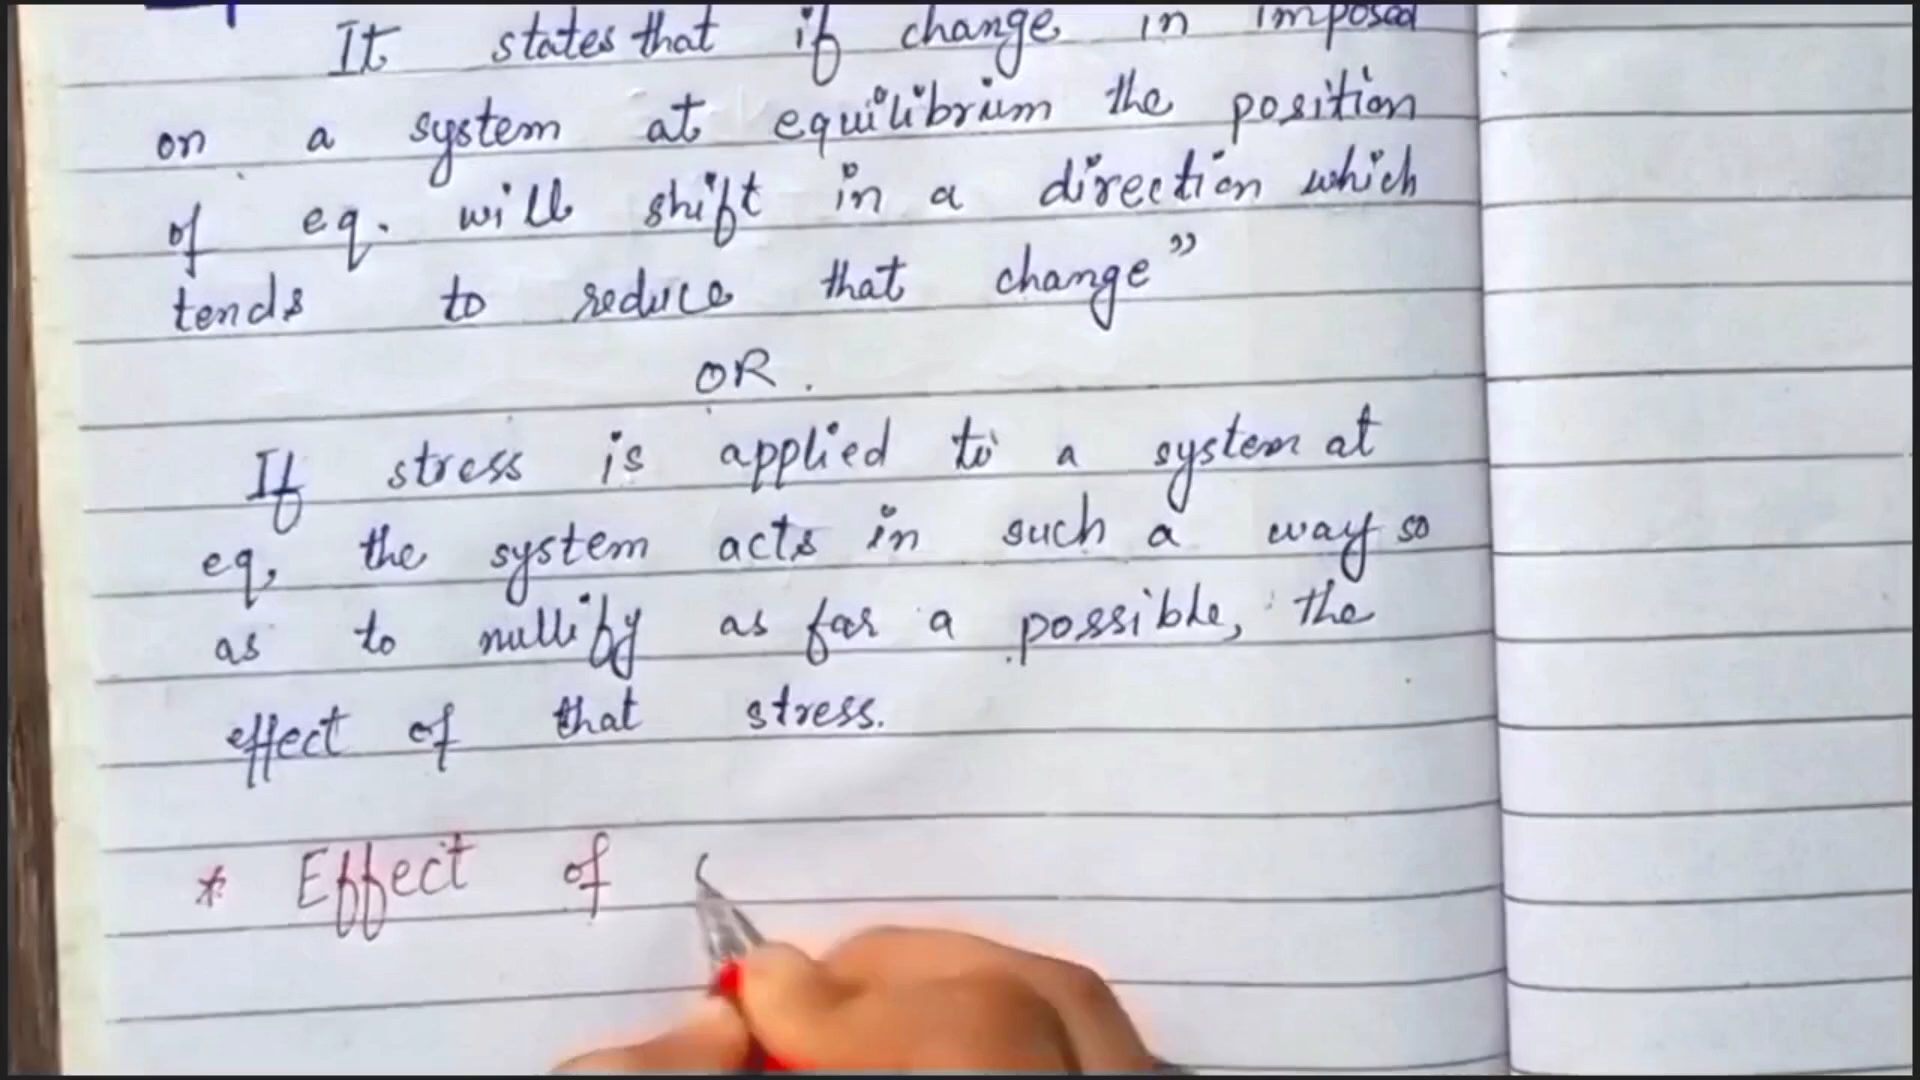 It states that if change in imposed
on a system at equilibrium the position
of eq. will shift in a direction which
tends to reduce that change”
OR.
If stress is applied to a system at
eq, the system acts in such a way so
as to nullify as far a possible, the
effect of that stress.
* Effect of